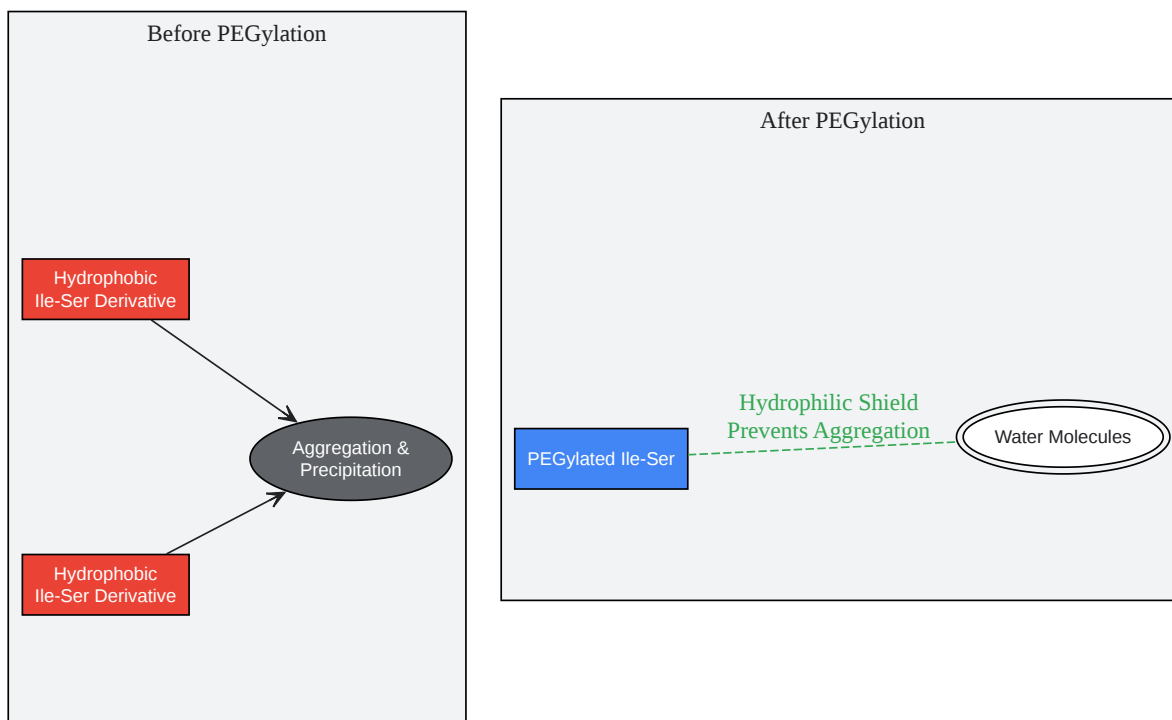 Before PEGylation
Hydrophobic
Ile-Ser Derivative
Aggregation &
Precipitation
Hydrophobic
Ile-Ser Derivative
After PEGylation
Hydrophilic Shield
Prevents Aggregation
PEGylated Ile-Ser
Water Molecules